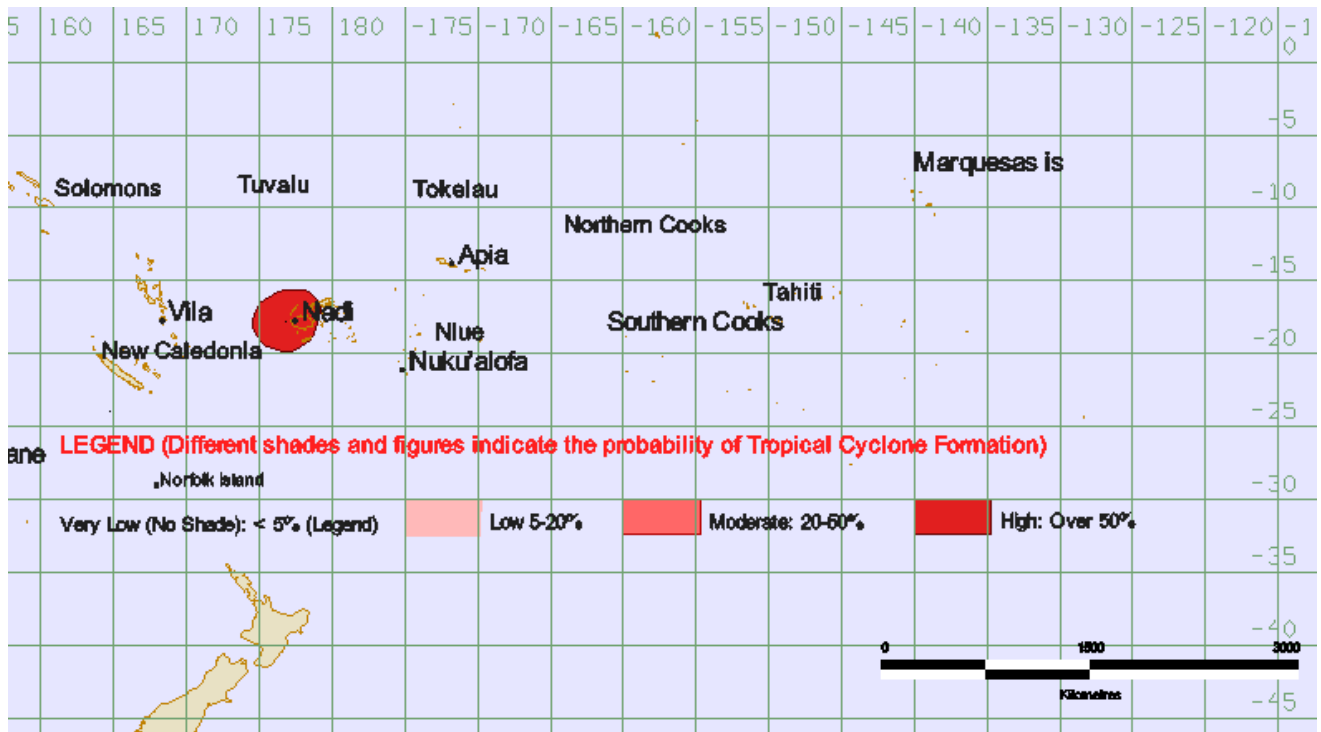 5 160 165 170 175 180 -175 -170 -165 -160 -155 -150 -145 -140 -135 -130 -125 -120 -1
0
-5
Marquesas is
Solomons Tuvalu Tokelau
-10
Northern Cooks
Apia
-15
Tahiti
Vila Nadi
Southern Cooks
Niue
-20
New Caledonia
Nuku'alofa
-25
LEGEND (Different shades and figures indicate the probability of Tropical Cyclone Formation)
ane
Norfolk Island
-30
Very Low (No Shade): < 5% (Legend) Low 5-20% Moderate: 20-50% High: Over 50%
-35
-40
0 1500 3000
Kilometres
-45